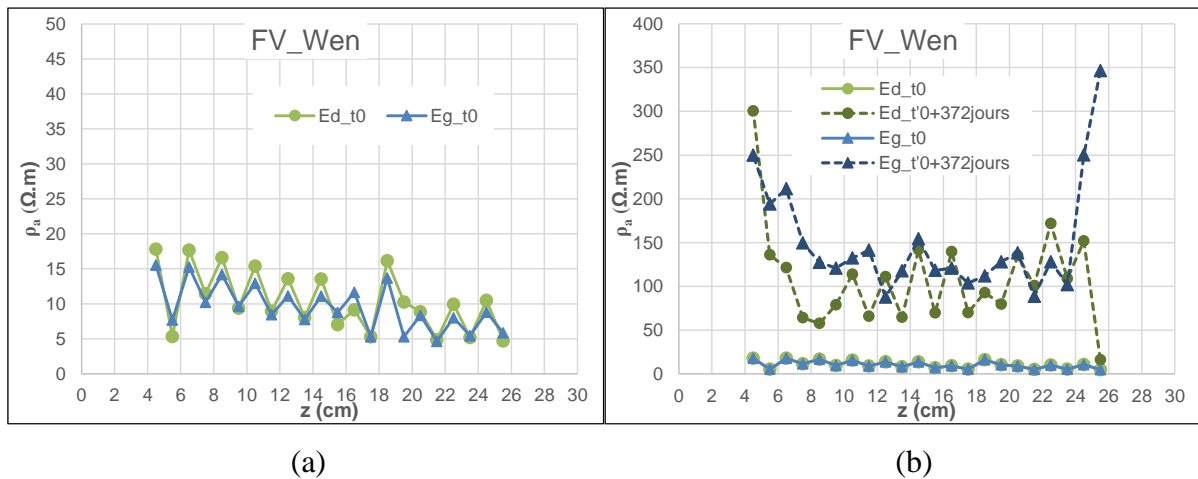 FV_Wen
Ed_t0 Eg_t0
50
45
40
35
30
25
20
15
10
5
0
ρa (Ω.m)
0 2 4 6 8 10 12 14 16 18 20 22 24 26 28 30
z (cm)
(a)
FV_Wen
Ed_t0
Ed_t'0+372jours
Eg_t0
Eg_t'0+372jours
400
350
300
250
200
150
100
50
0
ρa (Ω.m)
0 2 4 6 8 10 12 14 16 18 20 22 24 26 28 30
z (cm)
(b)